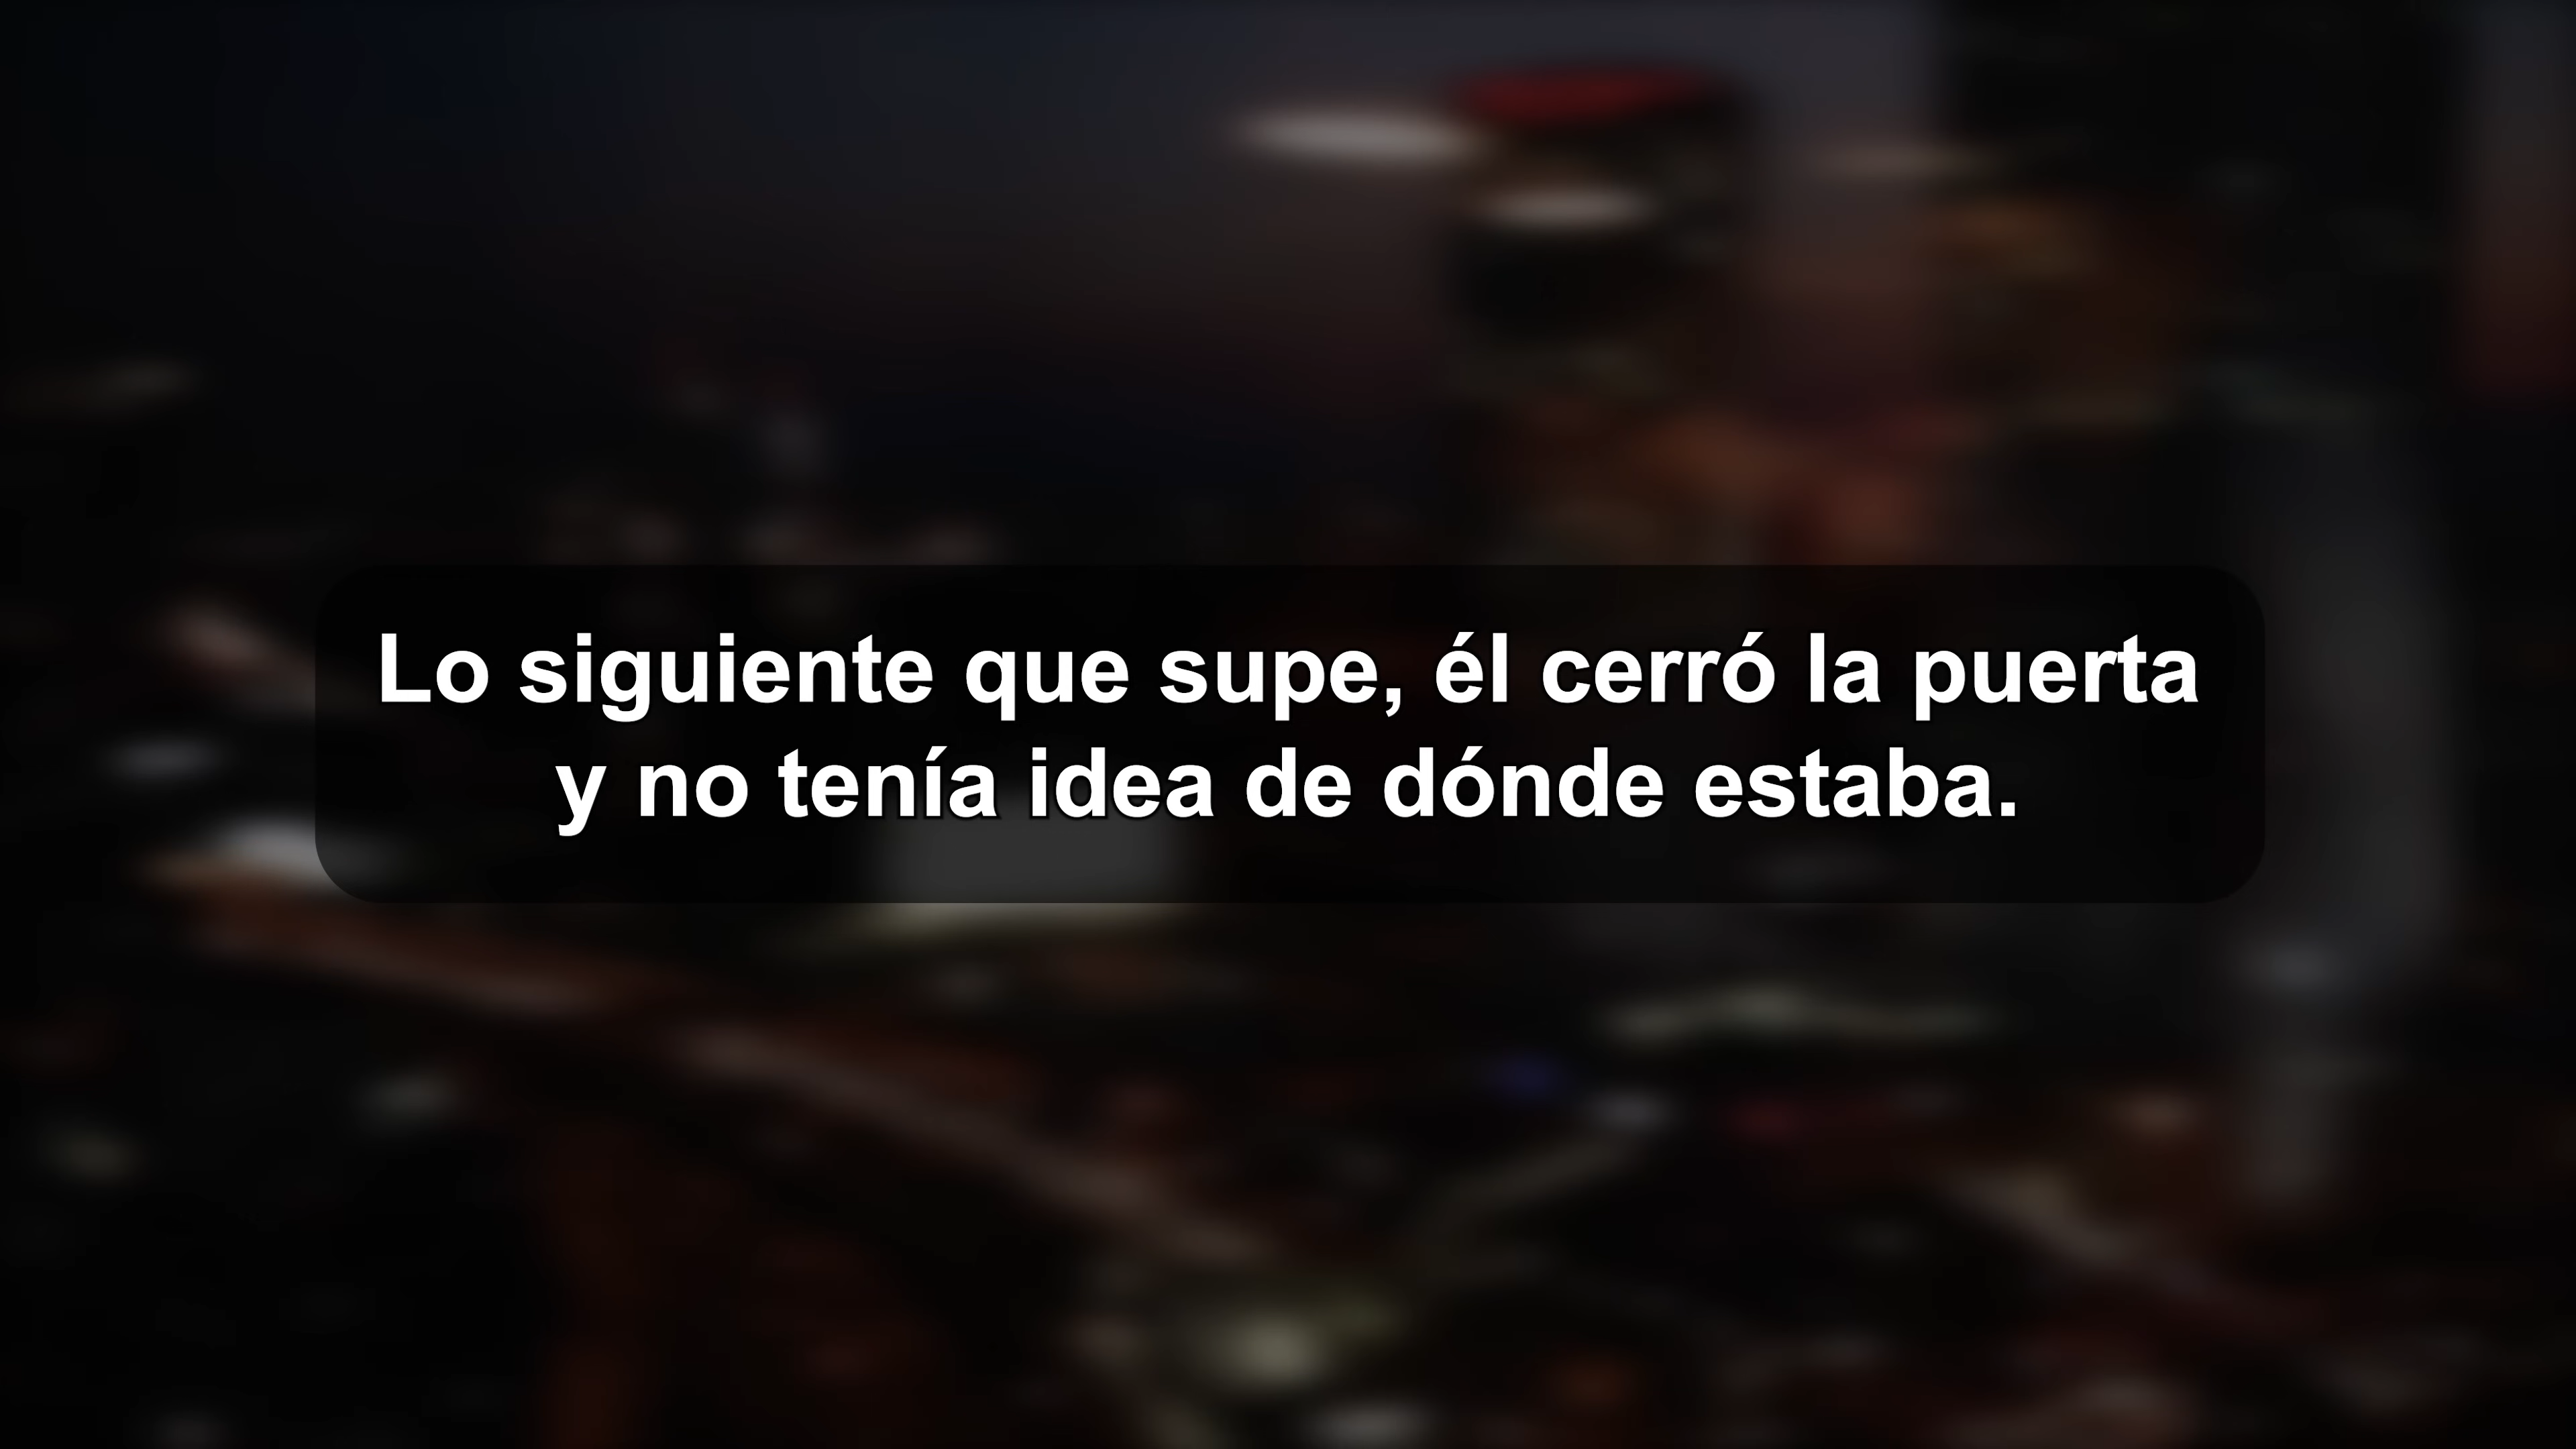 Lo siguiente que supe, él cerró la puerta
y no tenía idea de dónde estaba.